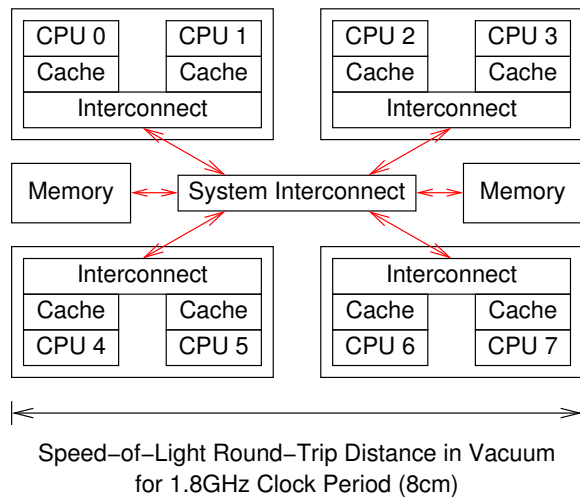 CPU 0 CPU 1 CPU 2 CPU 3
Cache Cache Cache Cache
Interconnect Interconnect
Memory System Interconnect Memory
Interconnect Interconnect
Cache Cache Cache Cache
CPU 4 CPU 5 CPU 6 CPU 7
Speed−of−Light Round−Trip Distance in Vacuum
for 1.8GHz Clock Period (8cm)